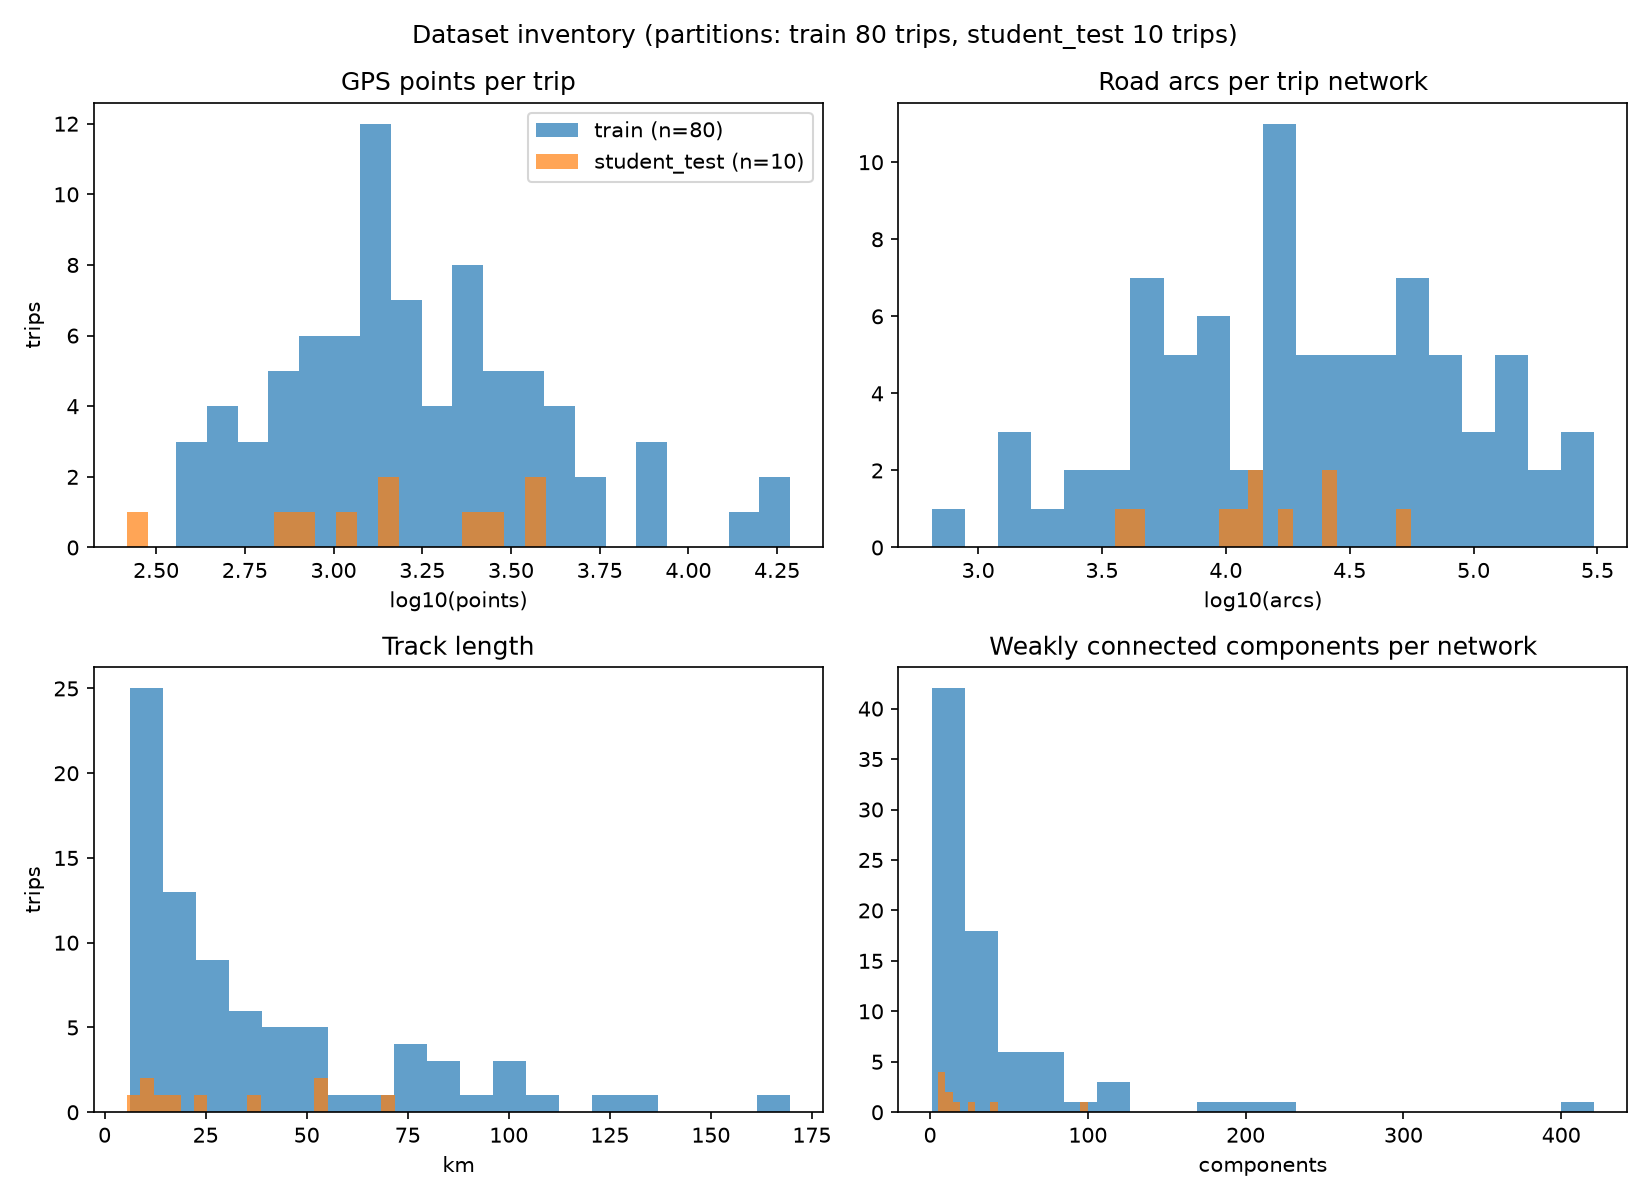 Dataset inventory (partitions: train 80 trips, student_test 10 trips)
GPS points per trip
12
10
8
6
4
2
0
trips
train (n=80)
student_test (n=10)
2.50 2.75 3.00 3.25 3.50 3.75 4.00 4.25
log10(points)
Road arcs per trip network
10
8
6
4
2
0
3.0 3.5 4.0 4.5 5.0 5.5
log10(arcs)
Track length
25
20
15
10
5
0
trips
0 25 50 75 100 125 150 175
km
Weakly connected components per network
40
35
30
25
20
15
10
5
0
0 100 200 300 400
components